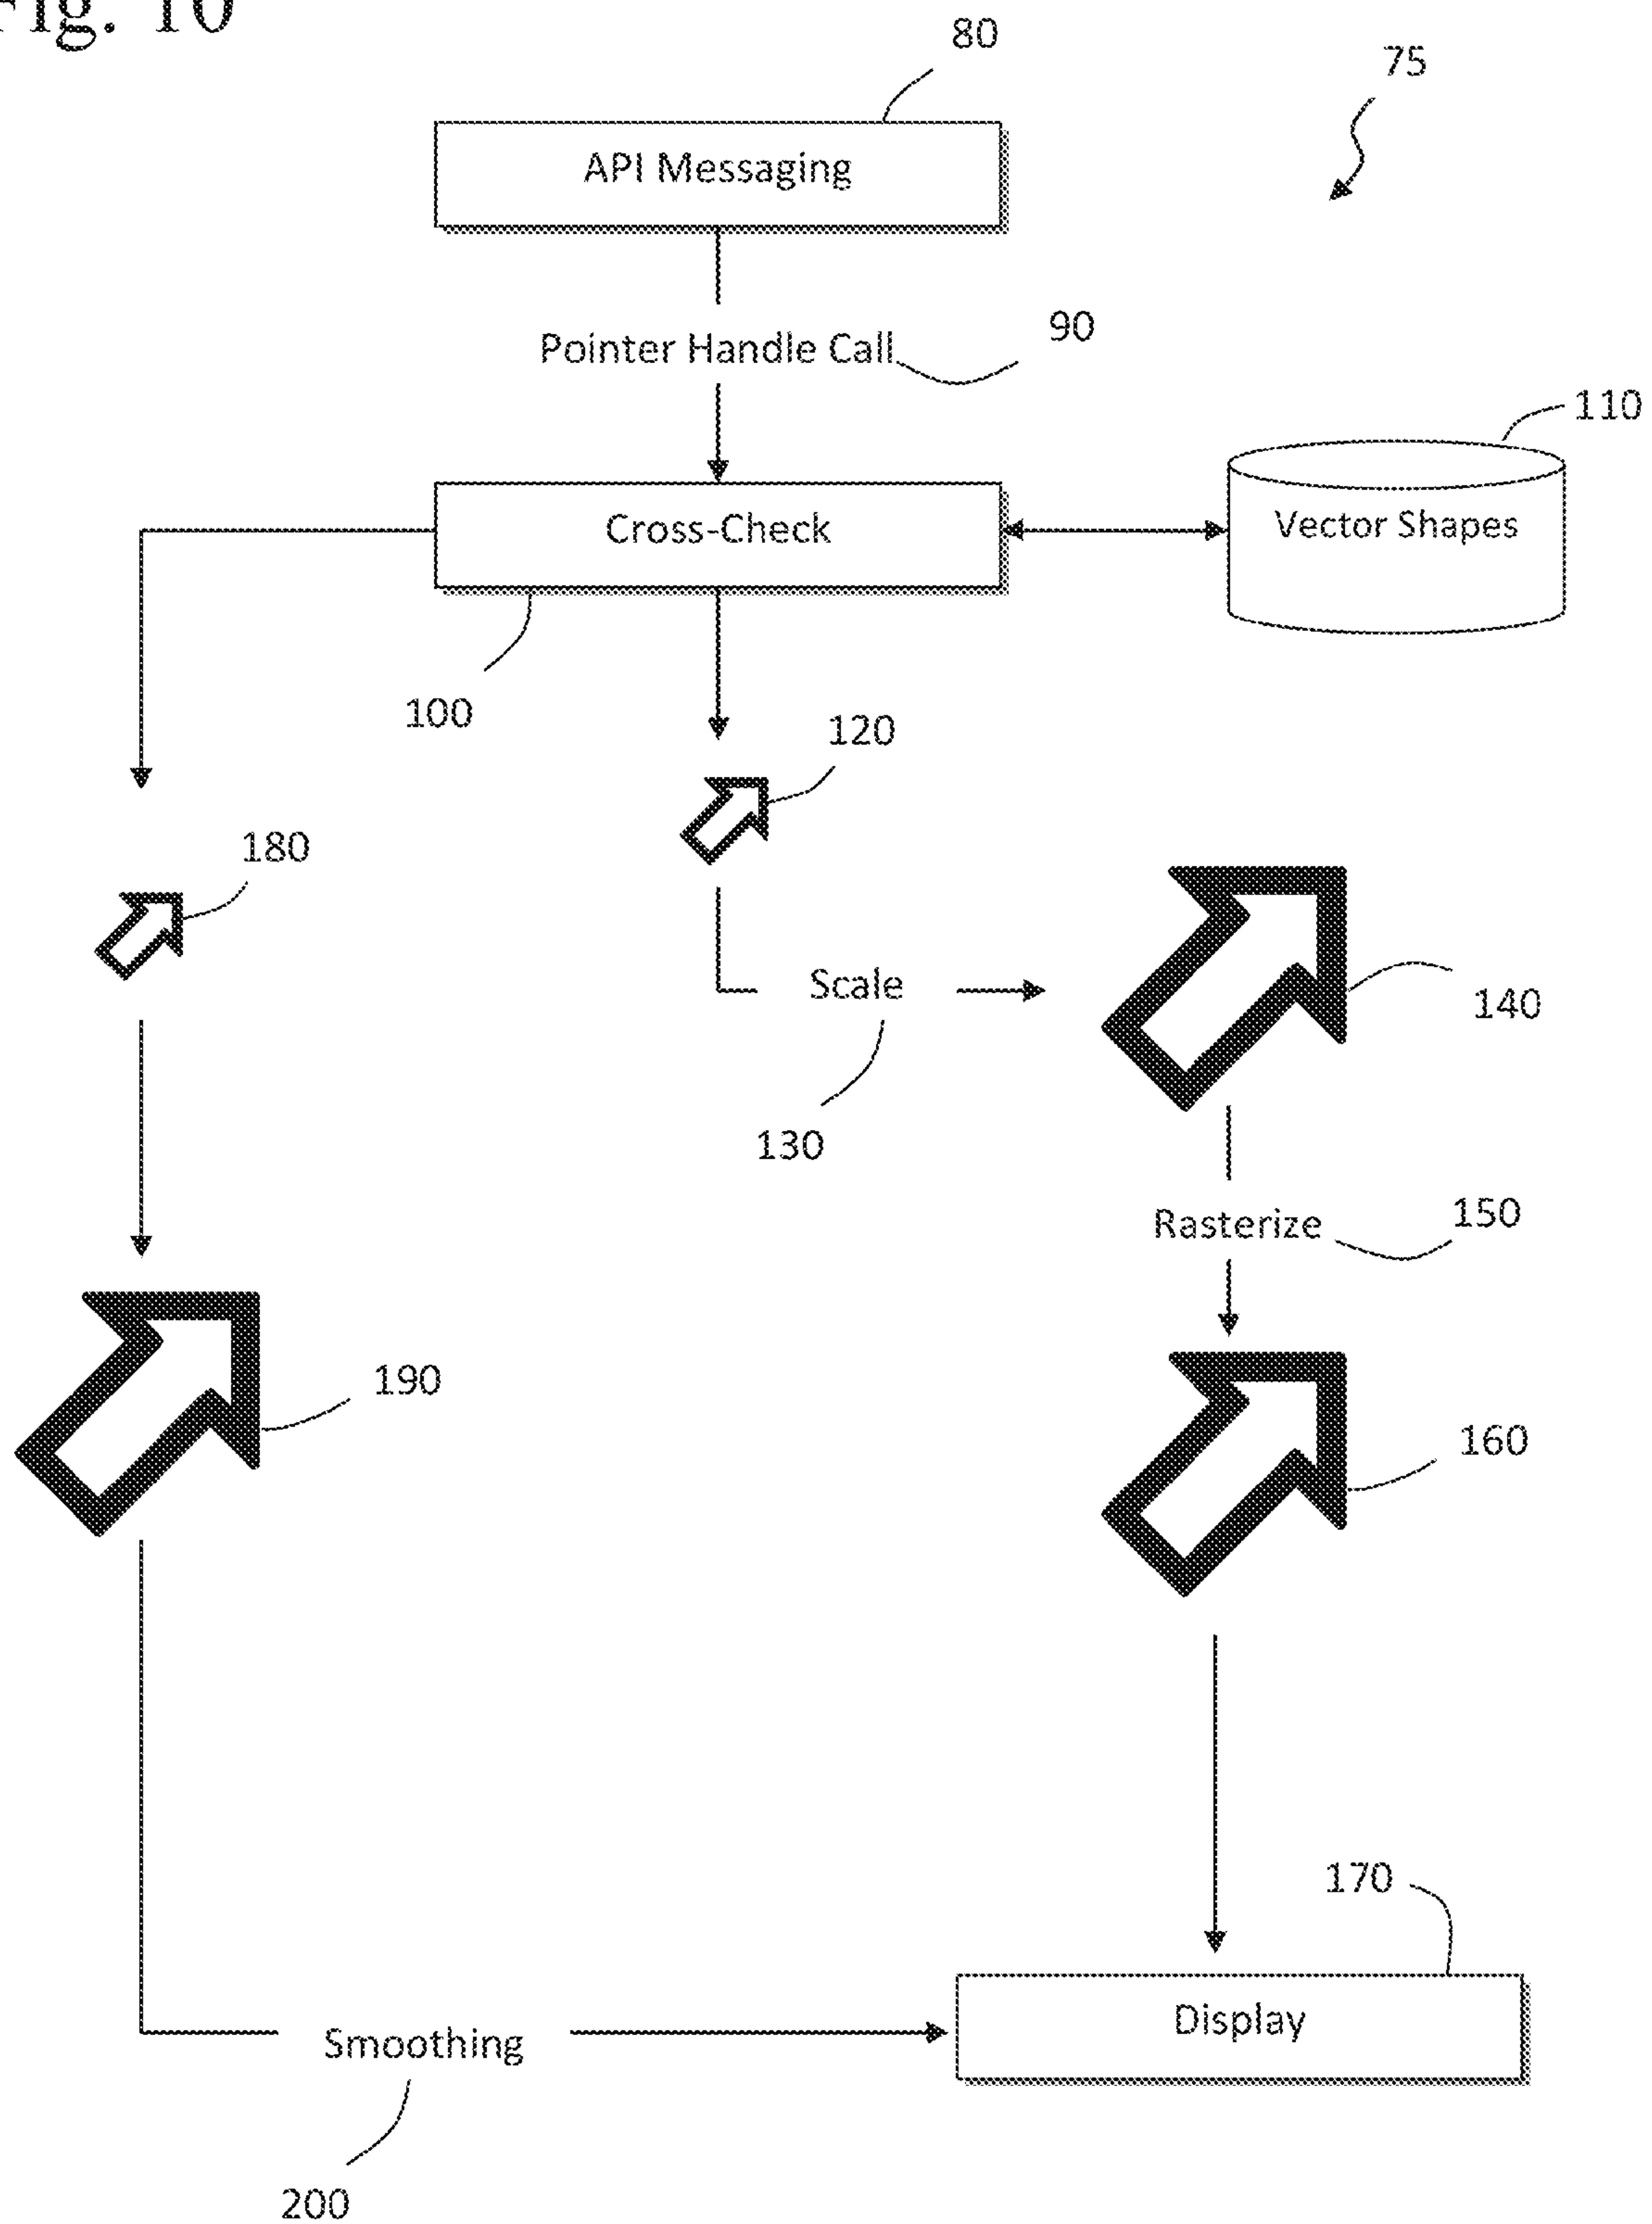 Fig. 10
80
75
API Messaging
90
Pointer Handle Call
110
Cross-Check
Vector Shapes
100
120
180
Scale
140
130
150
Rasterize
190
160
170
Display
Smoothing
200